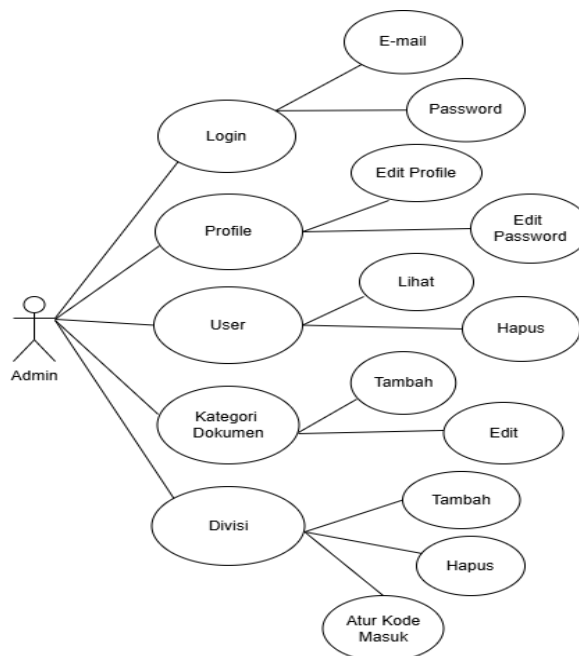 E-mail
Password
Login
Edit Profile
Profile
Edit
Password
Lihat
User
Hapus
Admin
Tambah
Kategori
Dokumen
Edit
Tambah
Divisi
Hapus
Atur Kode
Masuk